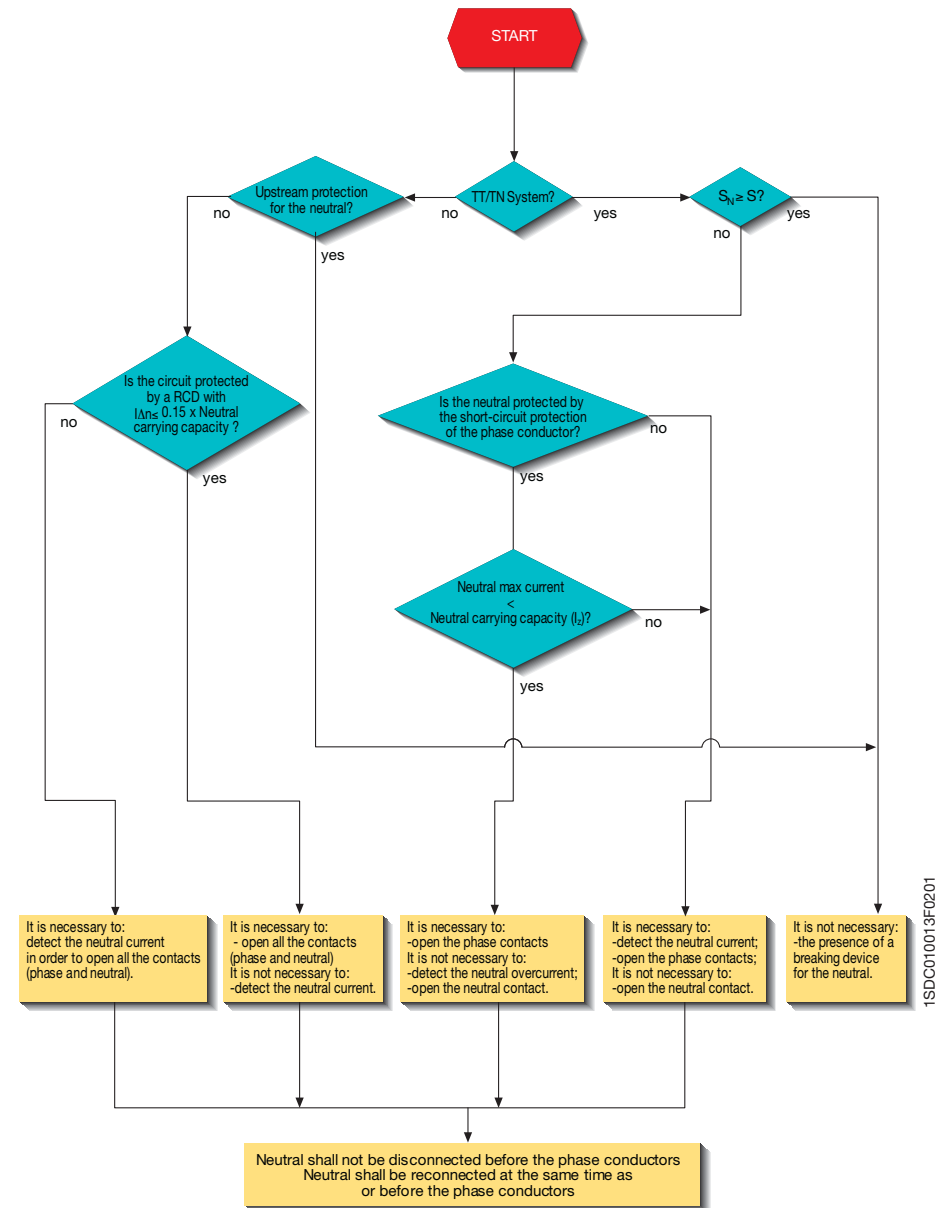 START
Upstream protection
for the neutral?
TT/TN System?
S_N ≥ S?
no
no
yes
yes
no
yes
Is the circuit protected
by a RCD with
IΔn≤ 0.15 x Neutral
carrying capacity ?
no
yes
Is the neutral protected by
the short-circuit protection
of the phase conductor?
no
yes
Neutral max current
<
Neutral carrying capacity (I_z)?
no
yes
It is necessary to:
detect the neutral current
in order to open all the contacts
(phase and neutral).
It is necessary to:
- open all the contacts
(phase and neutral)
It is not necessary to:
-detect the neutral current.
It is necessary to:
-open the phase contacts
It is not necessary to:
-detect the neutral overcurrent;
-open the neutral contact.
It is necessary to:
-detect the neutral current;
-open the phase contacts;
It is not necessary to:
-open the neutral contact.
It is not necessary:
-the presence of a
breaking device
for the neutral.
Neutral shall not be disconnected before the phase conductors
Neutral shall be reconnected at the same time as
or before the phase conductors
1SDC010013F0201